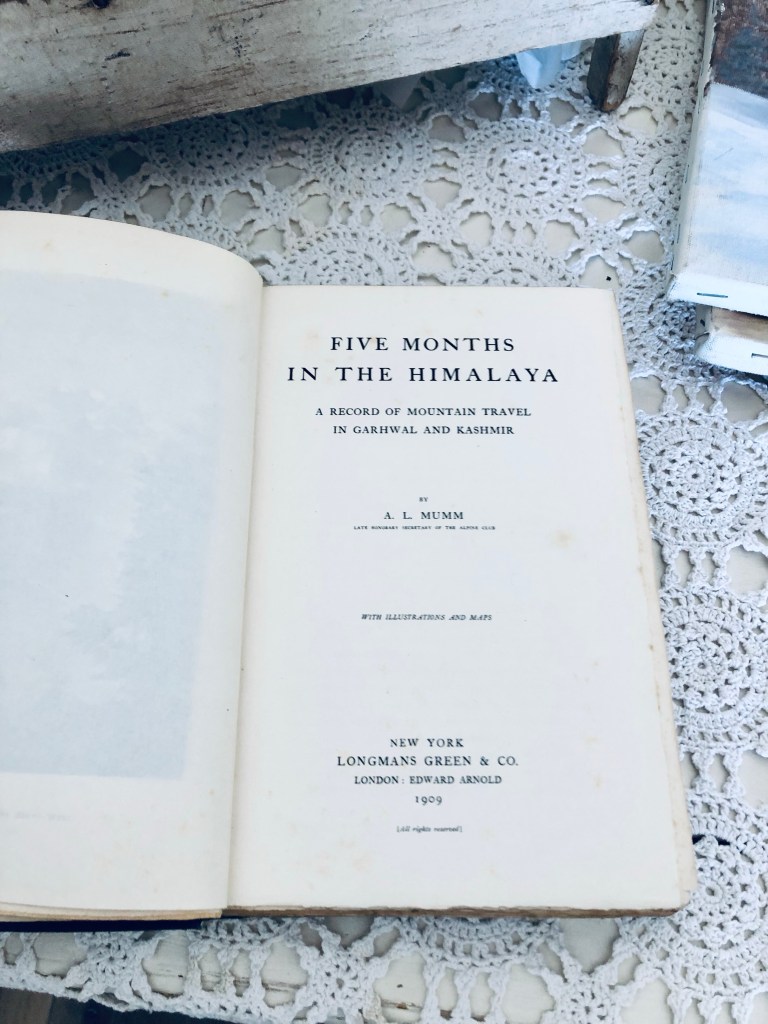 FIVE MONTHS
IN THE HIMALAYA
A RECORD OF MOUNTAIN TRAVEL
IN GARHWAL AND KASHMIR
BY
A. L. MUMM
LATE HONORARY SECRETARY OF THE ALPINE CLUB
WITH ILLUSTRATIONS AND MAPS
NEW YORK
LONGMANS GREEN & CO.
LONDON: EDWARD ARNOLD
1909
[All rights reserved]